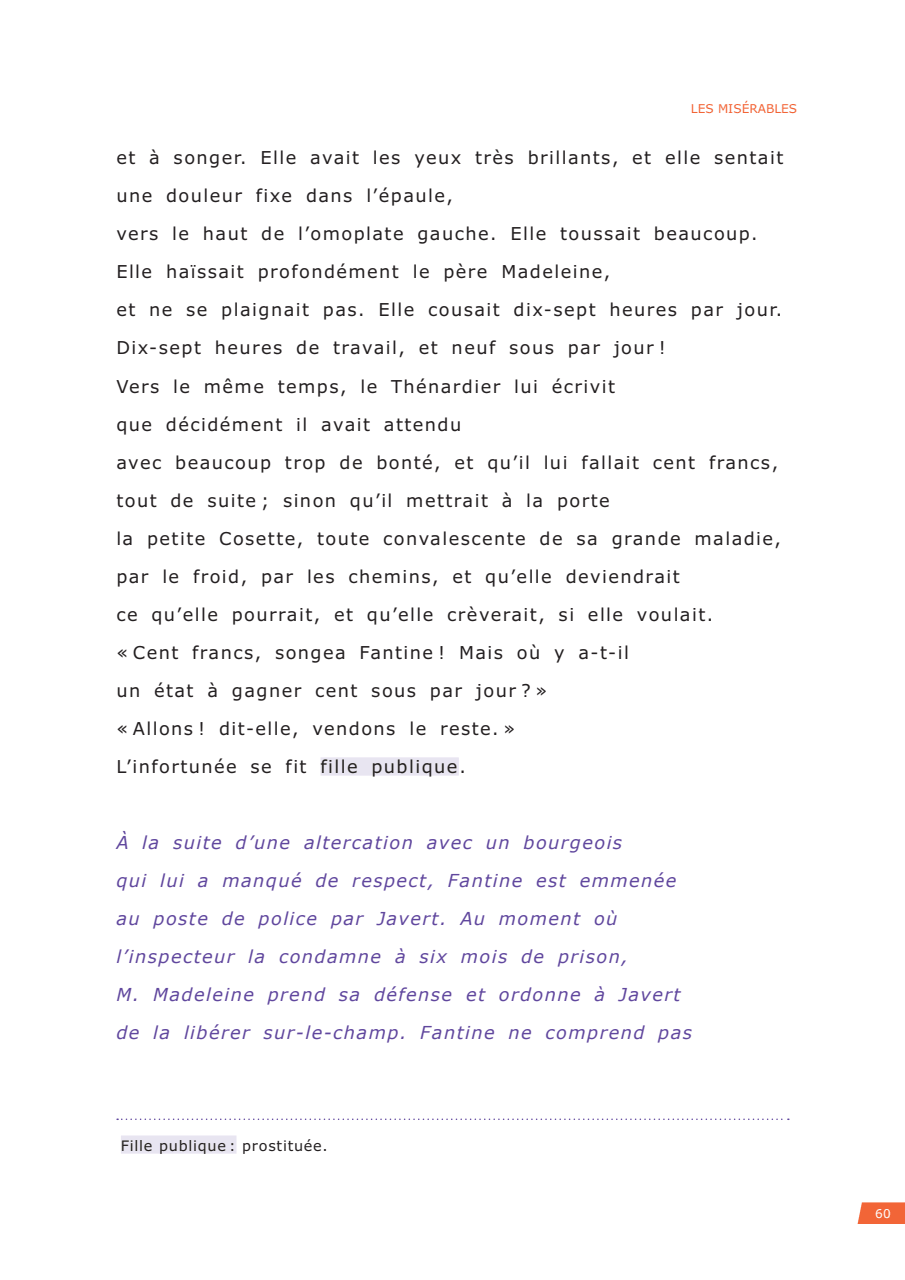 LES MISÉRABLES
et à songer. Elle avait les yeux très brillants, et elle sentait
une douleur fixe dans l’épaule,
vers le haut de l’omoplate gauche. Elle toussait beaucoup.
Elle haïssait profondément le père Madeleine,
et ne se plaignait pas. Elle cousait dix-sept heures par jour.
Dix-sept heures de travail, et neuf sous par jour !
Vers le même temps, le Thénardier lui écrivit
que décidément il avait attendu
avec beaucoup trop de bonté, et qu’il lui fallait cent francs,
tout de suite ; sinon qu’il mettrait à la porte
la petite Cosette, toute convalescente de sa grande maladie,
par le froid, par les chemins, et qu’elle deviendrait
ce qu’elle pourrait, et qu’elle crèverait, si elle voulait.
« Cent francs, songea Fantine ! Mais où y a-t-il
un état à gagner cent sous par jour ? »
« Allons ! dit-elle, vendons le reste. »
L’infortunée se fit fille publique.
À la suite d’une altercation avec un bourgeois
qui lui a manqué de respect, Fantine est emmenée
au poste de police par Javert. Au moment où
l’inspecteur la condamne à six mois de prison,
M. Madeleine prend sa défense et ordonne à Javert
de la libérer sur-le-champ. Fantine ne comprend pas
Fille publique : prostituée.
60